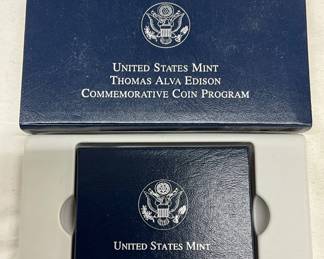 United States Mint
Thomas Alva Edison
Commemorative Coin Program
United States Mint